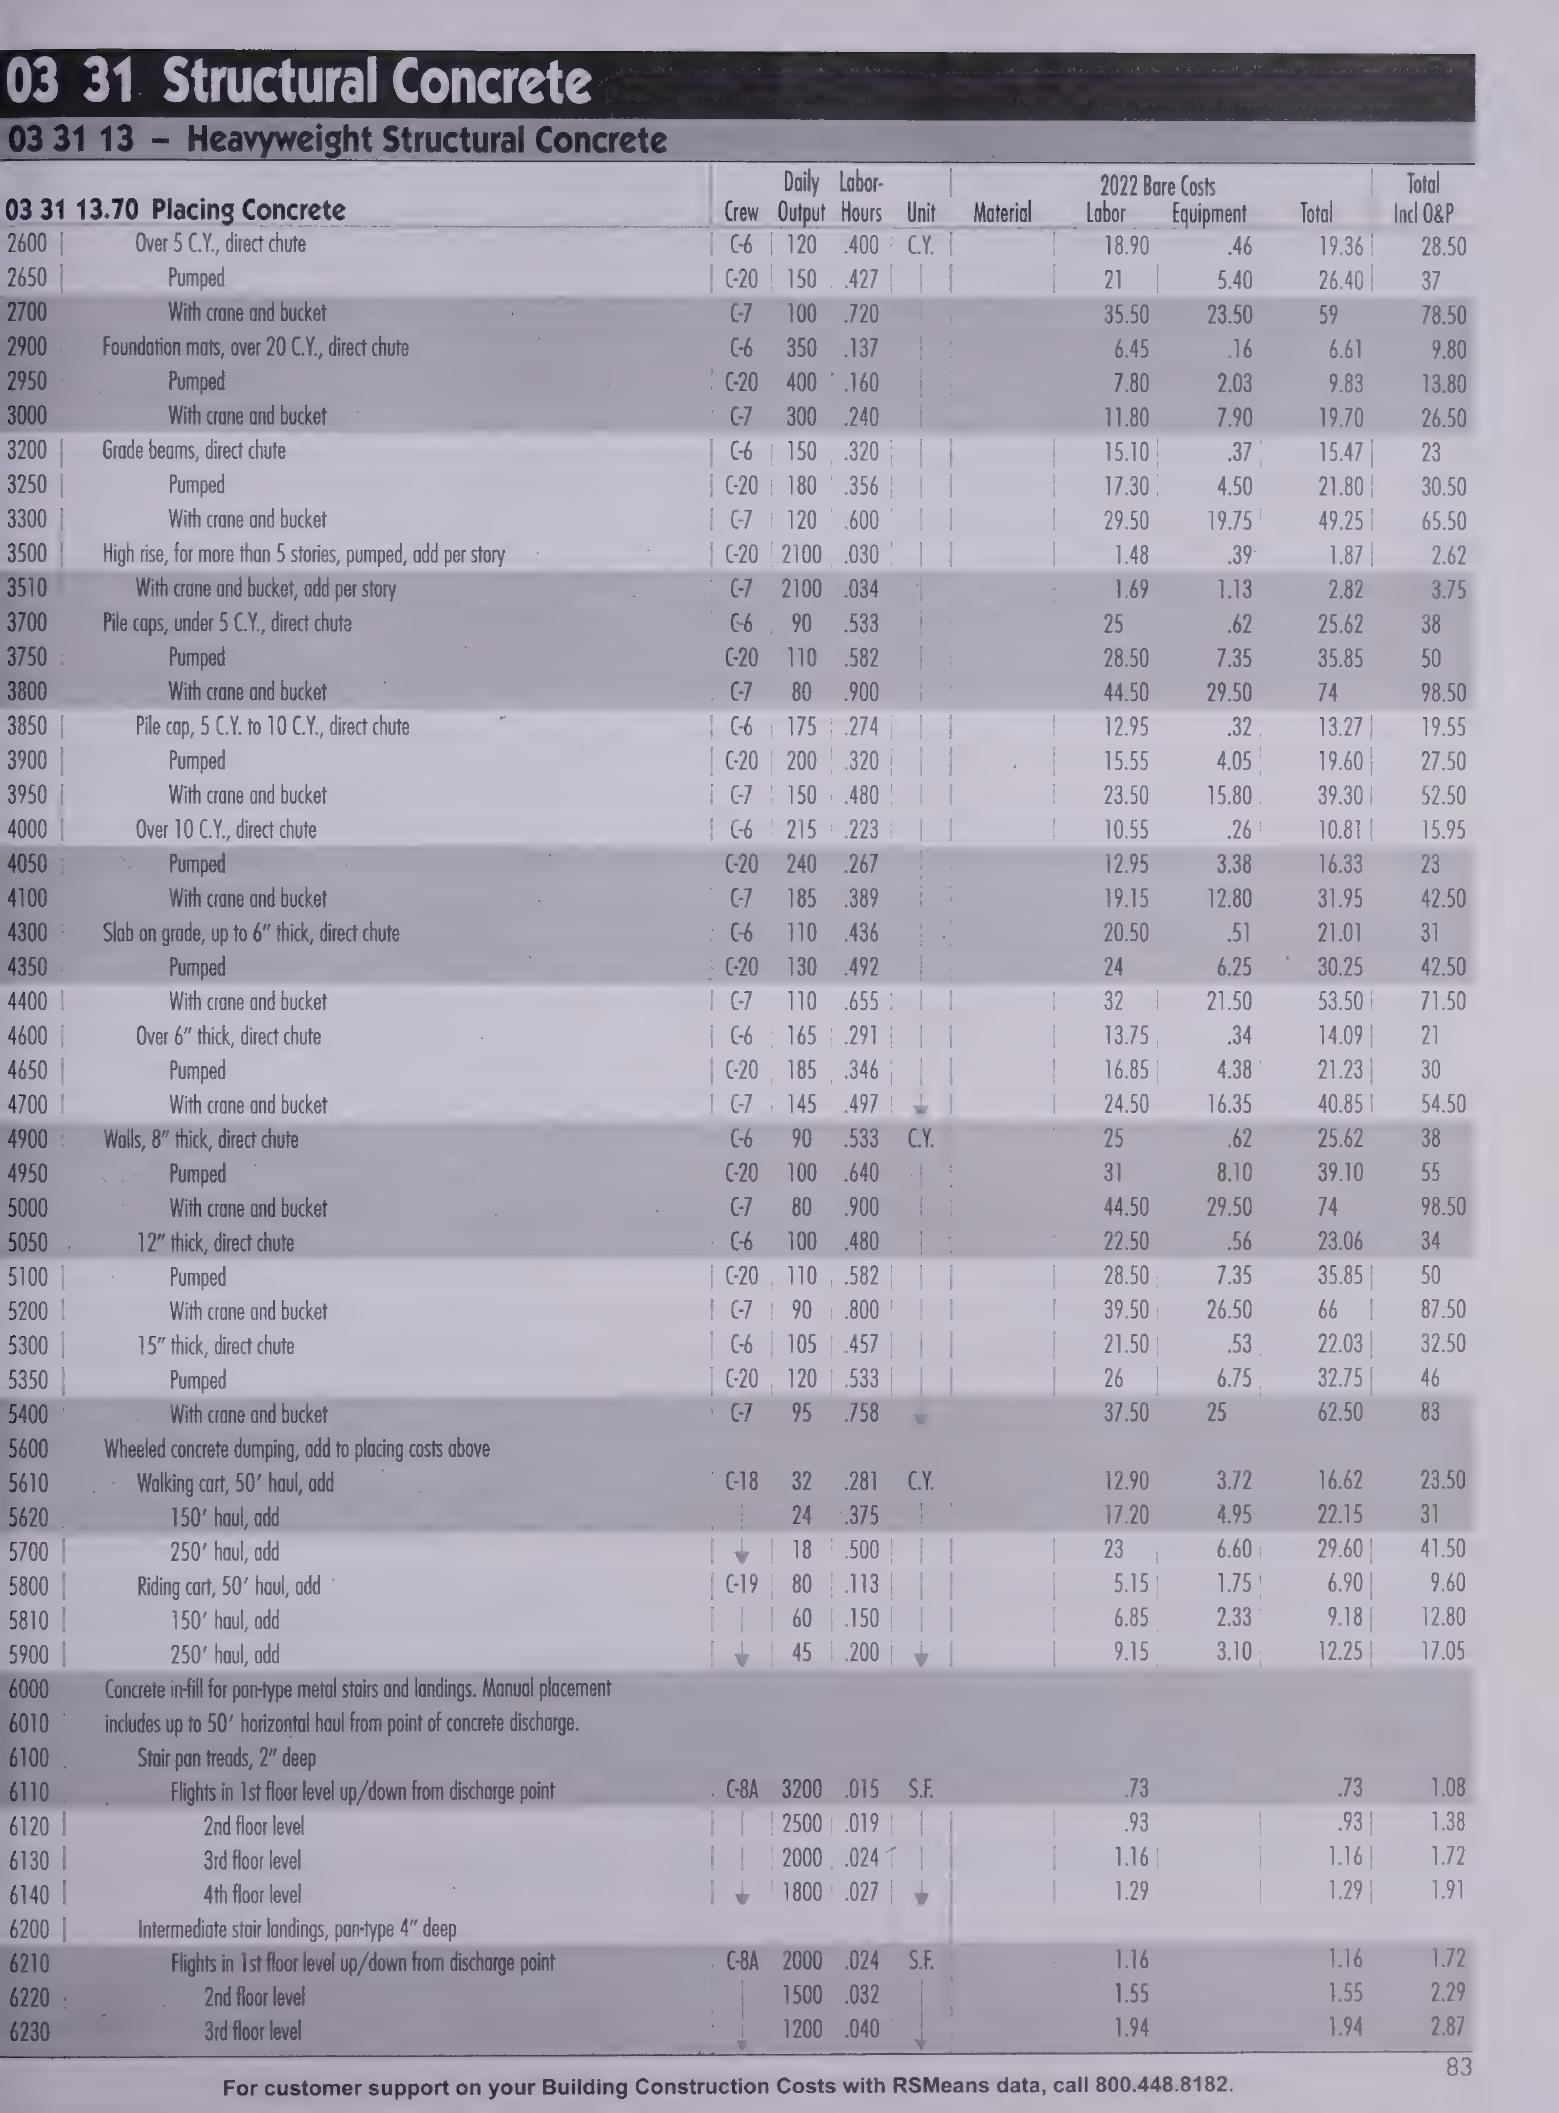 03 31 Structural Concrete
03 31 13 – Heavyweight Structural Concrete
Daily Labor- 2022 Bare Costs Total
03 31 13.70 Placing Concrete Crew Output Hours Unit Material Labor Equipment Total Incl O&P
2600 Over 5 C.Y., direct chute C-6 120 .400 C.Y. 18.90 .46 19.36 28.50
2650 Pumped C-20 150 .427 21 5.40 26.40 37
2700 With crane and bucket C-7 100 .720 35.50 23.50 59 78.50
2900 Foundation mats, over 20 C.Y., direct chute C-6 350 .137 6.45 .16 6.61 9.80
2950 Pumped C-20 400 .160 7.80 2.03 9.83 13.80
3000 With crane and bucket C-7 300 .240 11.80 7.90 19.70 26.50
3200 Grade beams, direct chute C-6 150 .320 15.10 .37 15.47 23
3250 Pumped C-20 180 .356 17.30 4.50 21.80 30.50
3300 With crane and bucket C-7 120 .600 29.50 19.75 49.25 65.50
3500 High rise, for more than 5 stories, pumped, add per story C-20 2100 .030 1.48 .39 1.87 2.62
3510 With crane and bucket, add per story C-7 2100 .034 1.69 1.13 2.82 3.75
3700 Pile caps, under 5 C.Y., direct chute C-6 90 .533 25 .62 25.62 38
3750 Pumped C-20 110 .582 28.50 7.35 35.85 50
3800 With crane and bucket C-7 80 .900 44.50 29.50 74 98.50
3850 Pile cap, 5 C.Y. to 10 C.Y., direct chute C-6 175 .274 12.95 .32 13.27 19.55
3900 Pumped C-20 200 .320 15.55 4.05 19.60 27.50
3950 With crane and bucket C-7 150 .480 23.50 15.80 39.30 52.50
4000 Over 10 C.Y., direct chute C-6 215 .223 10.55 .26 10.81 15.95
4050 Pumped C-20 240 .267 12.95 3.38 16.33 23
4100 With crane and bucket C-7 185 .389 19.15 12.80 31.95 42.50
4300 Slab on grade, up to 6" thick, direct chute C-6 110 .436 20.50 .51 21.01 31
4350 Pumped C-20 130 .492 24 6.25 30.25 42.50
4400 With crane and bucket C-7 110 .655 32 21.50 53.50 71.50
4600 Over 6" thick, direct chute C-6 165 .291 13.75 .34 14.09 21
4650 Pumped C-20 185 .346 16.85 4.38 21.23 30
4700 With crane and bucket C-7 145 .497 24.50 16.35 40.85 54.50
4900 Walls, 8" thick, direct chute C-6 90 .533 C.Y. 25 .62 25.62 38
4950 Pumped C-20 100 .640 31 8.10 39.10 55
5000 With crane and bucket C-7 80 .900 44.50 29.50 74 98.50
5050 12" thick, direct chute C-6 100 .480 22.50 .56 23.06 34
5100 Pumped C-20 110 .582 28.50 7.35 35.85 50
5200 With crane and bucket C-7 90 .800 39.50 26.50 66 87.50
5300 15" thick, direct chute C-6 105 .457 21.50 .53 22.03 32.50
5350 Pumped C-20 120 .533 26 6.75 32.75 46
5400 With crane and bucket C-7 95 .758 37.50 25 62.50 83
5600 Wheeled concrete dumping, add to placing costs above
5610 Walking cart, 50' haul, add C-18 32 .281 C.Y. 12.90 3.72 16.62 23.50
5620 150' haul, add 24 .375 17.20 4.95 22.15 31
5700 250' haul, add 18 .500 23 6.60 29.60 41.50
5800 Riding cart, 50' haul, add C-19 80 .113 5.15 1.75 6.90 9.60
5810 150' haul, add 60 .150 6.85 2.33 9.18 12.80
5900 250' haul, add 45 .200 9.15 3.10 12.25 17.05
6000 Concrete in-fill for pan-type metal stairs and landings. Manual placement
6010 includes up to 50' horizontal haul from point of concrete discharge.
6100 Stair pan treads, 2" deep
6110 Flights in 1st floor level up/down from discharge point C-8A 3200 .015 S.F. .73 .73 1.08
6120 2nd floor level 2500 .019 .93 .93 1.38
6130 3rd floor level 2000 .024 1.16 1.16 1.72
6140 4th floor level 1800 .027 1.29 1.29 1.91
6200 Intermediate stair landings, pan-type 4" deep
6210 Flights in 1st floor level up/down from discharge point C-8A 2000 .024 S.F. 1.16 1.16 1.72
6220 2nd floor level 1500 .032 1.55 1.55 2.29
6230 3rd floor level 1200 .040 1.94 1.94 2.87
83
For customer support on your Building Construction Costs with RSMeans data, call 800.448.8182.